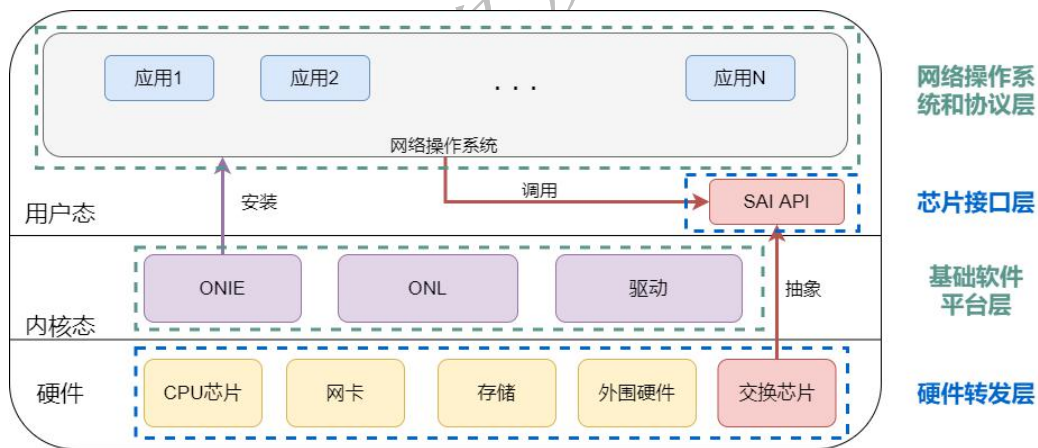 应用1
应用2
...
应用N
网络操作系统
网络操作系
统和协议层
安装
调用
用户态
SAI API
芯片接口层
ONIE
ONL
驱动
抽象
基础软件
平台层
内核态
硬件
CPU芯片
网卡
存储
外围硬件
交换芯片
硬件转发层